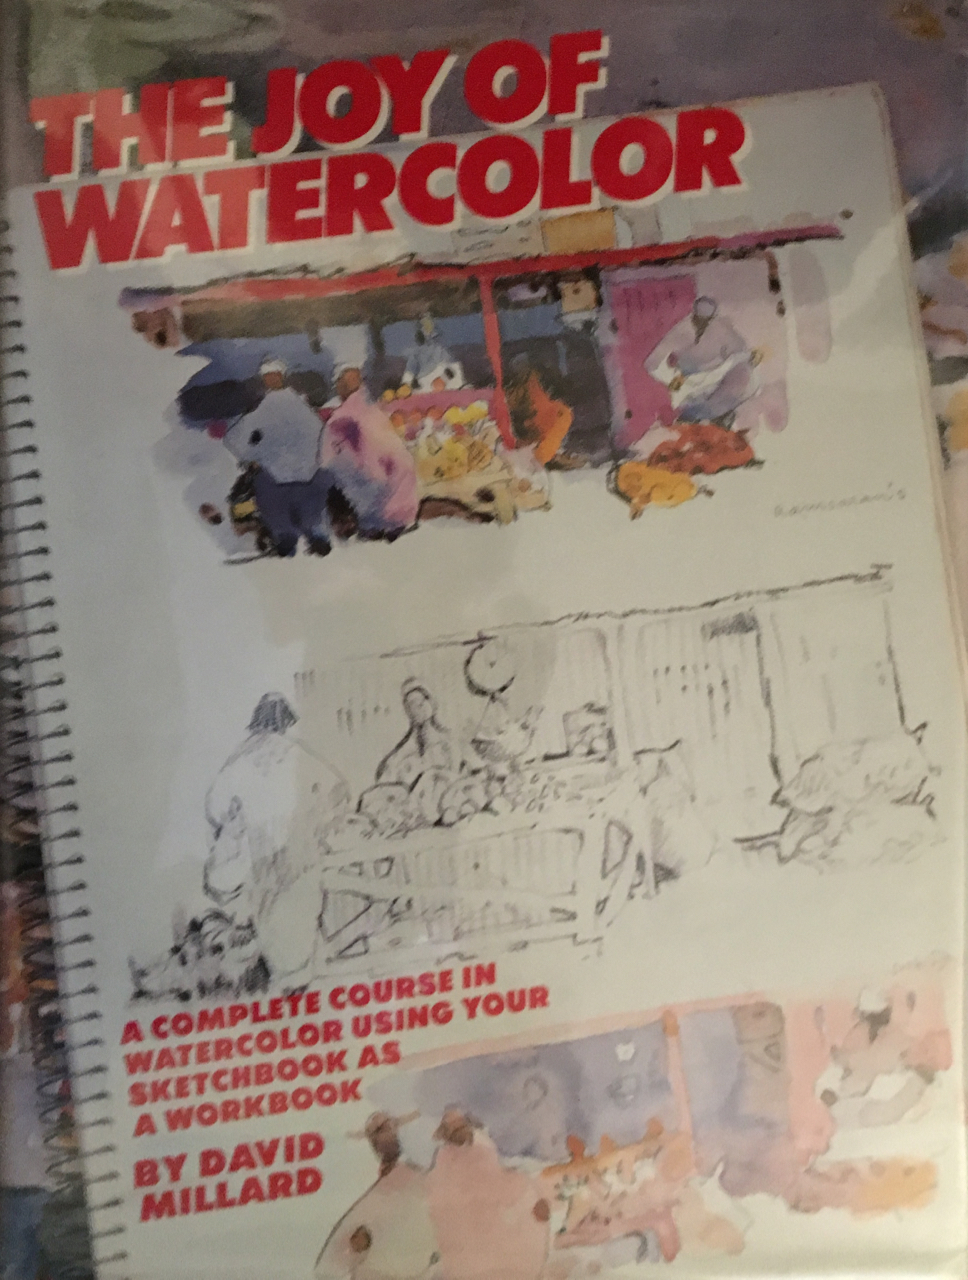 THE JOY OF
WATERCOLOR
A COMPLETE COURSE IN
WATERCOLOR USING YOUR
SKETCHBOOK AS
A WORKBOOK
BY DAVID
MILLARD